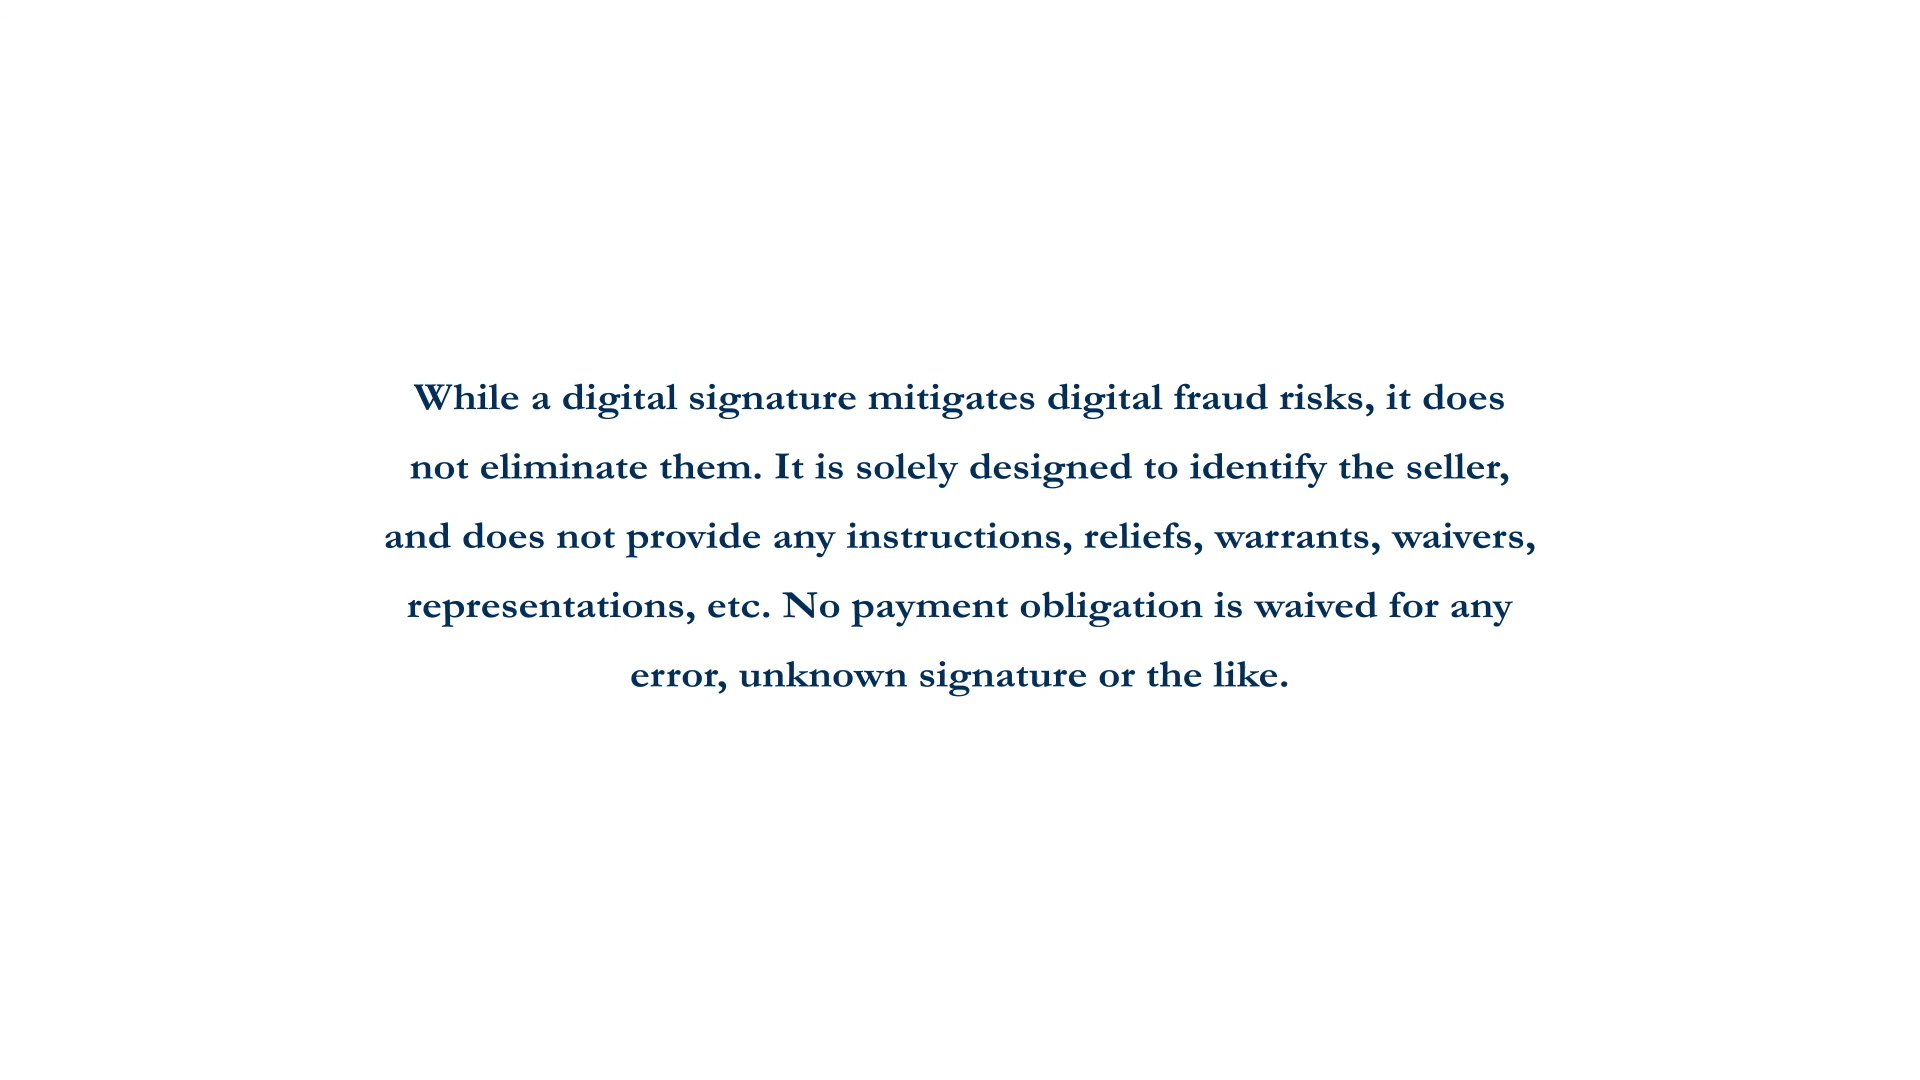 While a digital signature mitigates digital fraud risks, it does
not eliminate them. It is solely designed to identify the seller,
and does not provide any instructions, reliefs, warrants, waivers,
representations, etc. No payment obligation is waived for any
error, unknown signature or the like.